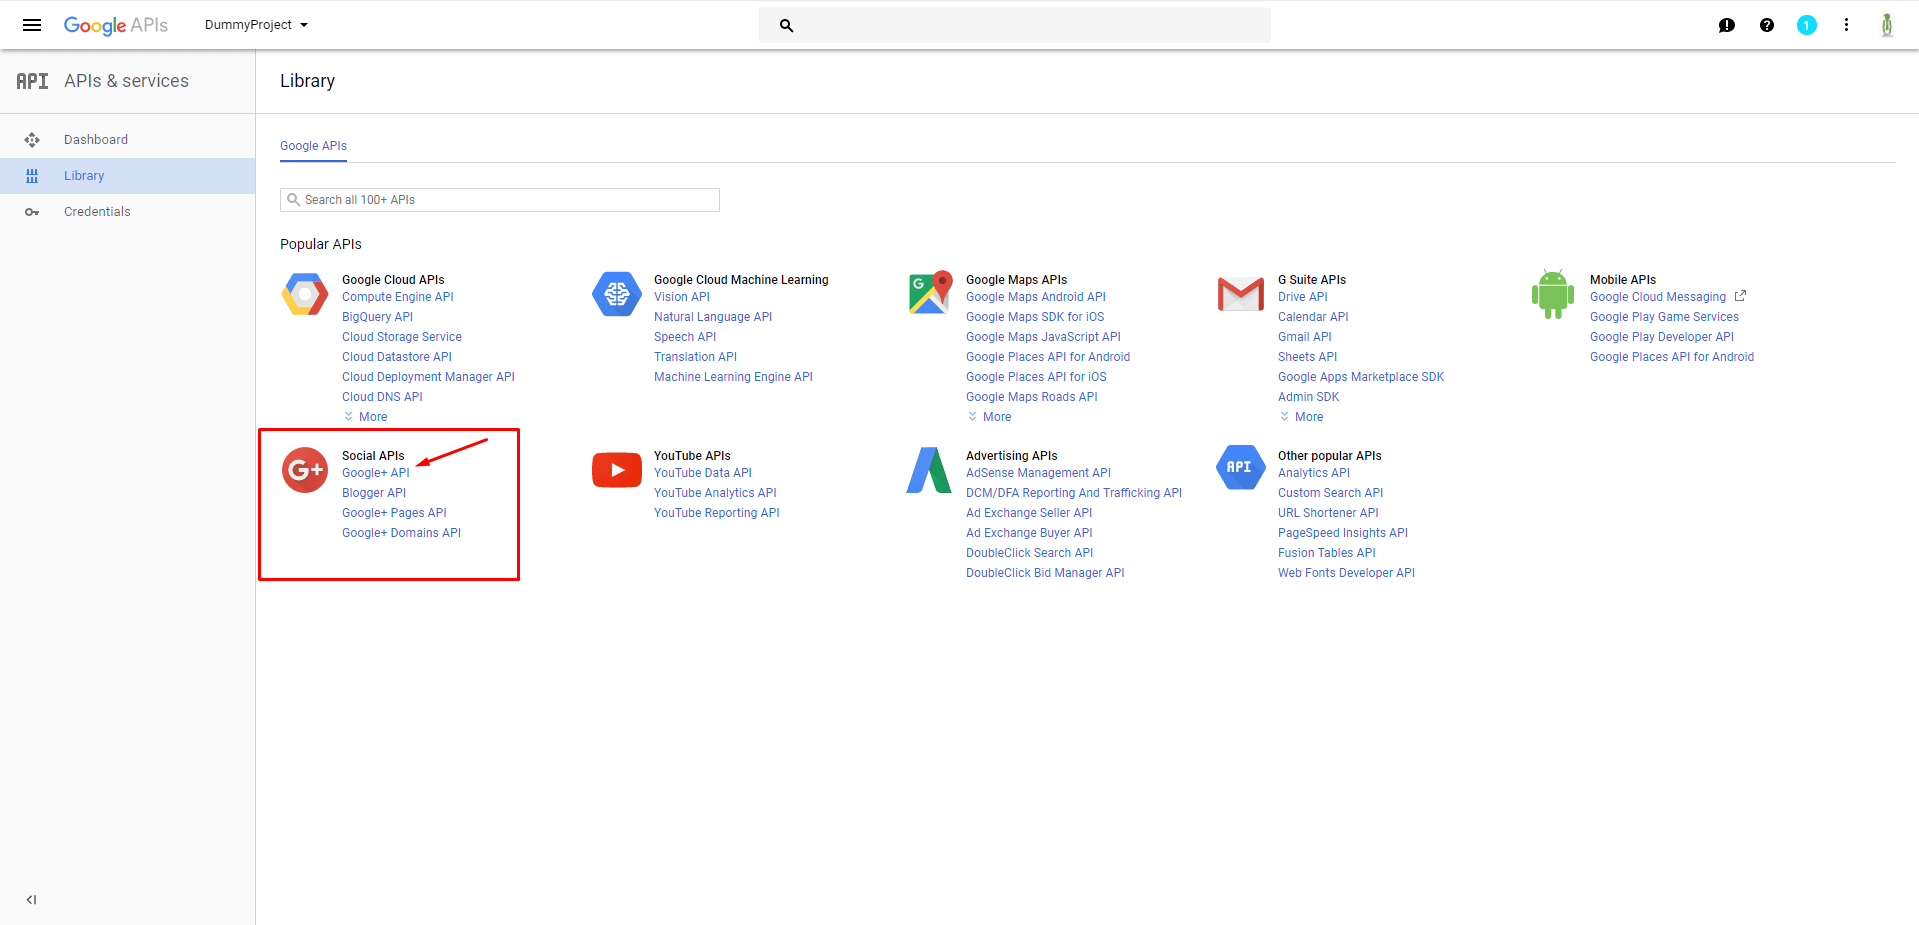 Google APIs
DummyProject
1
API
APIs & services
Library
Dashboard
Library
Credentials
Google APIs
Search all 100+ APIs
Popular APIs
Google Cloud APIs
Compute Engine API
BigQuery API
Cloud Storage Service
Cloud Datastore API
Cloud Deployment Manager API
Cloud DNS API
More
Google Cloud Machine Learning
Vision API
Natural Language API
Speech API
Translation API
Machine Learning Engine API
G
Google Maps APIs
Google Maps Android API
Google Maps SDK for iOS
Google Maps JavaScript API
Google Places API for Android
Google Places API for iOS
Google Maps Roads API
More
G Suite APIs
Drive API
Calendar API
Gmail API
Sheets API
Google Apps Marketplace SDK
Admin SDK
More
Mobile APIs
Google Cloud Messaging
Google Play Game Services
Google Play Developer API
Google Places API for Android
G+
Social APIs
Google+ API
Blogger API
Google+ Pages API
Google+ Domains API
YouTube APIs
YouTube Data API
YouTube Analytics API
YouTube Reporting API
Advertising APIs
AdSense Management API
DCM/DFA Reporting And Trafficking API
Ad Exchange Seller API
Ad Exchange Buyer API
DoubleClick Search API
DoubleClick Bid Manager API
API
Other popular APIs
Analytics API
Custom Search API
URL Shortener API
PageSpeed Insights API
Fusion Tables API
Web Fonts Developer API